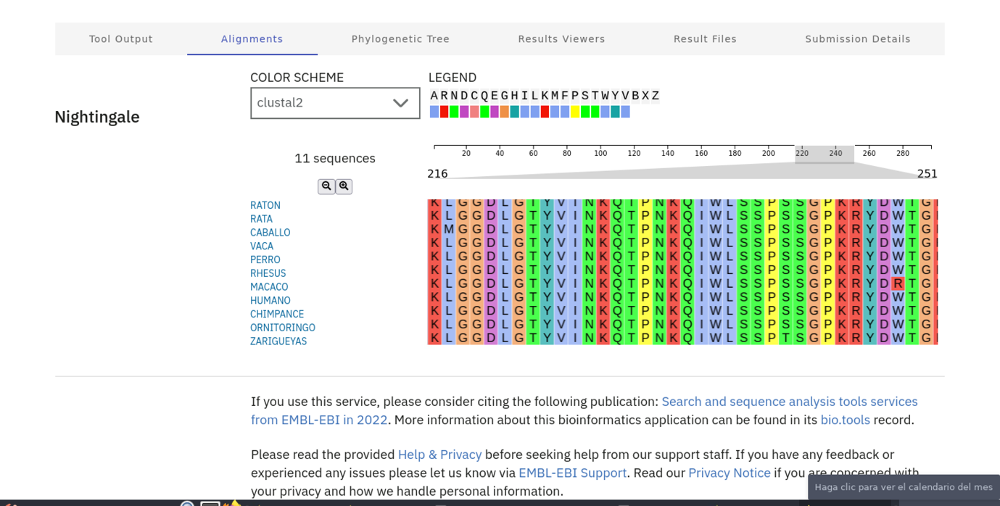 Tool Output Alignments Phylogenetic Tree Results Viewers Result Files Submission Details
COLOR SCHEME LEGEND
clustal2 ARNDCQEGHILKMFPSTWYVBXZ
Nightingale
11 sequences 20 40 60 80 100 120 140 160 180 200 220 240 260 280
216 251
RATON KLGGDLGTYVINKQTPNKQIWLSSPSSGPKRYDWTG
RATA KLGGDLGTYVINKQTPNKQIWLSSPSSGPKRYDWTG
CABALLO KMGGDLGTYVINKQTPNKQIWLSSPSSGPKRYDWTG
VACA KLGGDLGTYVINKQTPNKQIWLSSPSSGPKRYDWTG
PERRO KLGGDLGTYVINKQTPNKQIWLSSPSSGPKRYDWTG
RHESUS KLGGDLGTYVINKQTPNKQIWLSSPSSGPKRYDWTG
MACACO KLGGDLGTYVINKQTPNKQIWLSSPSSGPKRYDRTG
HUMANO KLGGDLGTYVINKQTPNKQIWLSSPSSGPKRYDWTG
CHIMPANCE KLGGDLGTYVINKQTPNKQIWLSSPSSGPKRYDWTG
ORNITORINGO KLGGDLGTYVINKQTPNKQIWLSSPSSGPKRYDWTG
ZARIGUEYAS KLGGDLGTYVINKQTPNKQIWLSSPTSGPKRYDWTG
If you use this service, please consider citing the following publication: Search and sequence analysis tools services
from EMBL-EBI in 2022. More information about this bioinformatics application can be found in its bio.tools record.
Please read the provided Help & Privacy before seeking help from our support staff. If you have any feedback or
experienced any issues please let us know via EMBL-EBI Support. Read our Privacy Notice if you are concerned with
your privacy and how we handle personal information.
Haga clic para ver el calendario del mes